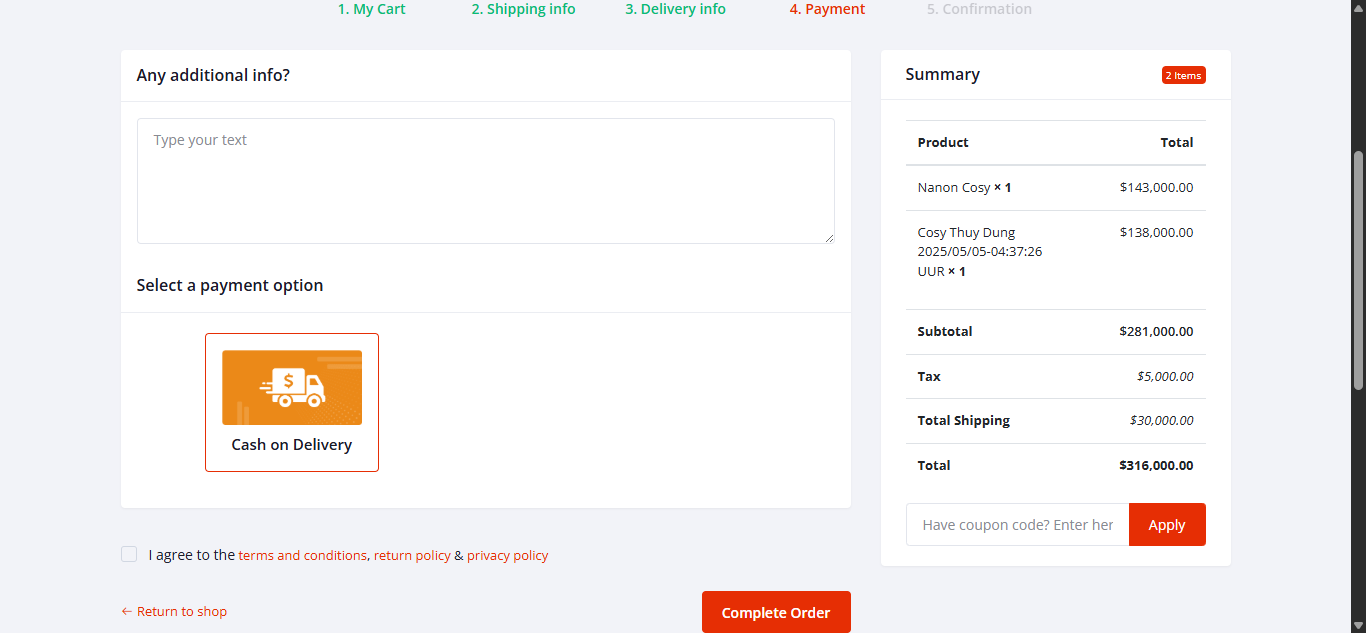 1. My Cart
2. Shipping info
3. Delivery info
4. Payment
5. Confirmation
Any additional info?
Type your text
Select a payment option
$
Cash on Delivery
I agree to the terms and conditions, return policy & privacy policy
← Return to shop
Complete Order
Summary
2 Items
Product Total
Nanon Cosy × 1 $143,000.00
Cosy Thuy Dung $138,000.00
2025/05/05-04:37:26
UUR × 1
Subtotal $281,000.00
Tax $5,000.00
Total Shipping $30,000.00
Total $316,000.00
Have coupon code? Enter her
Apply